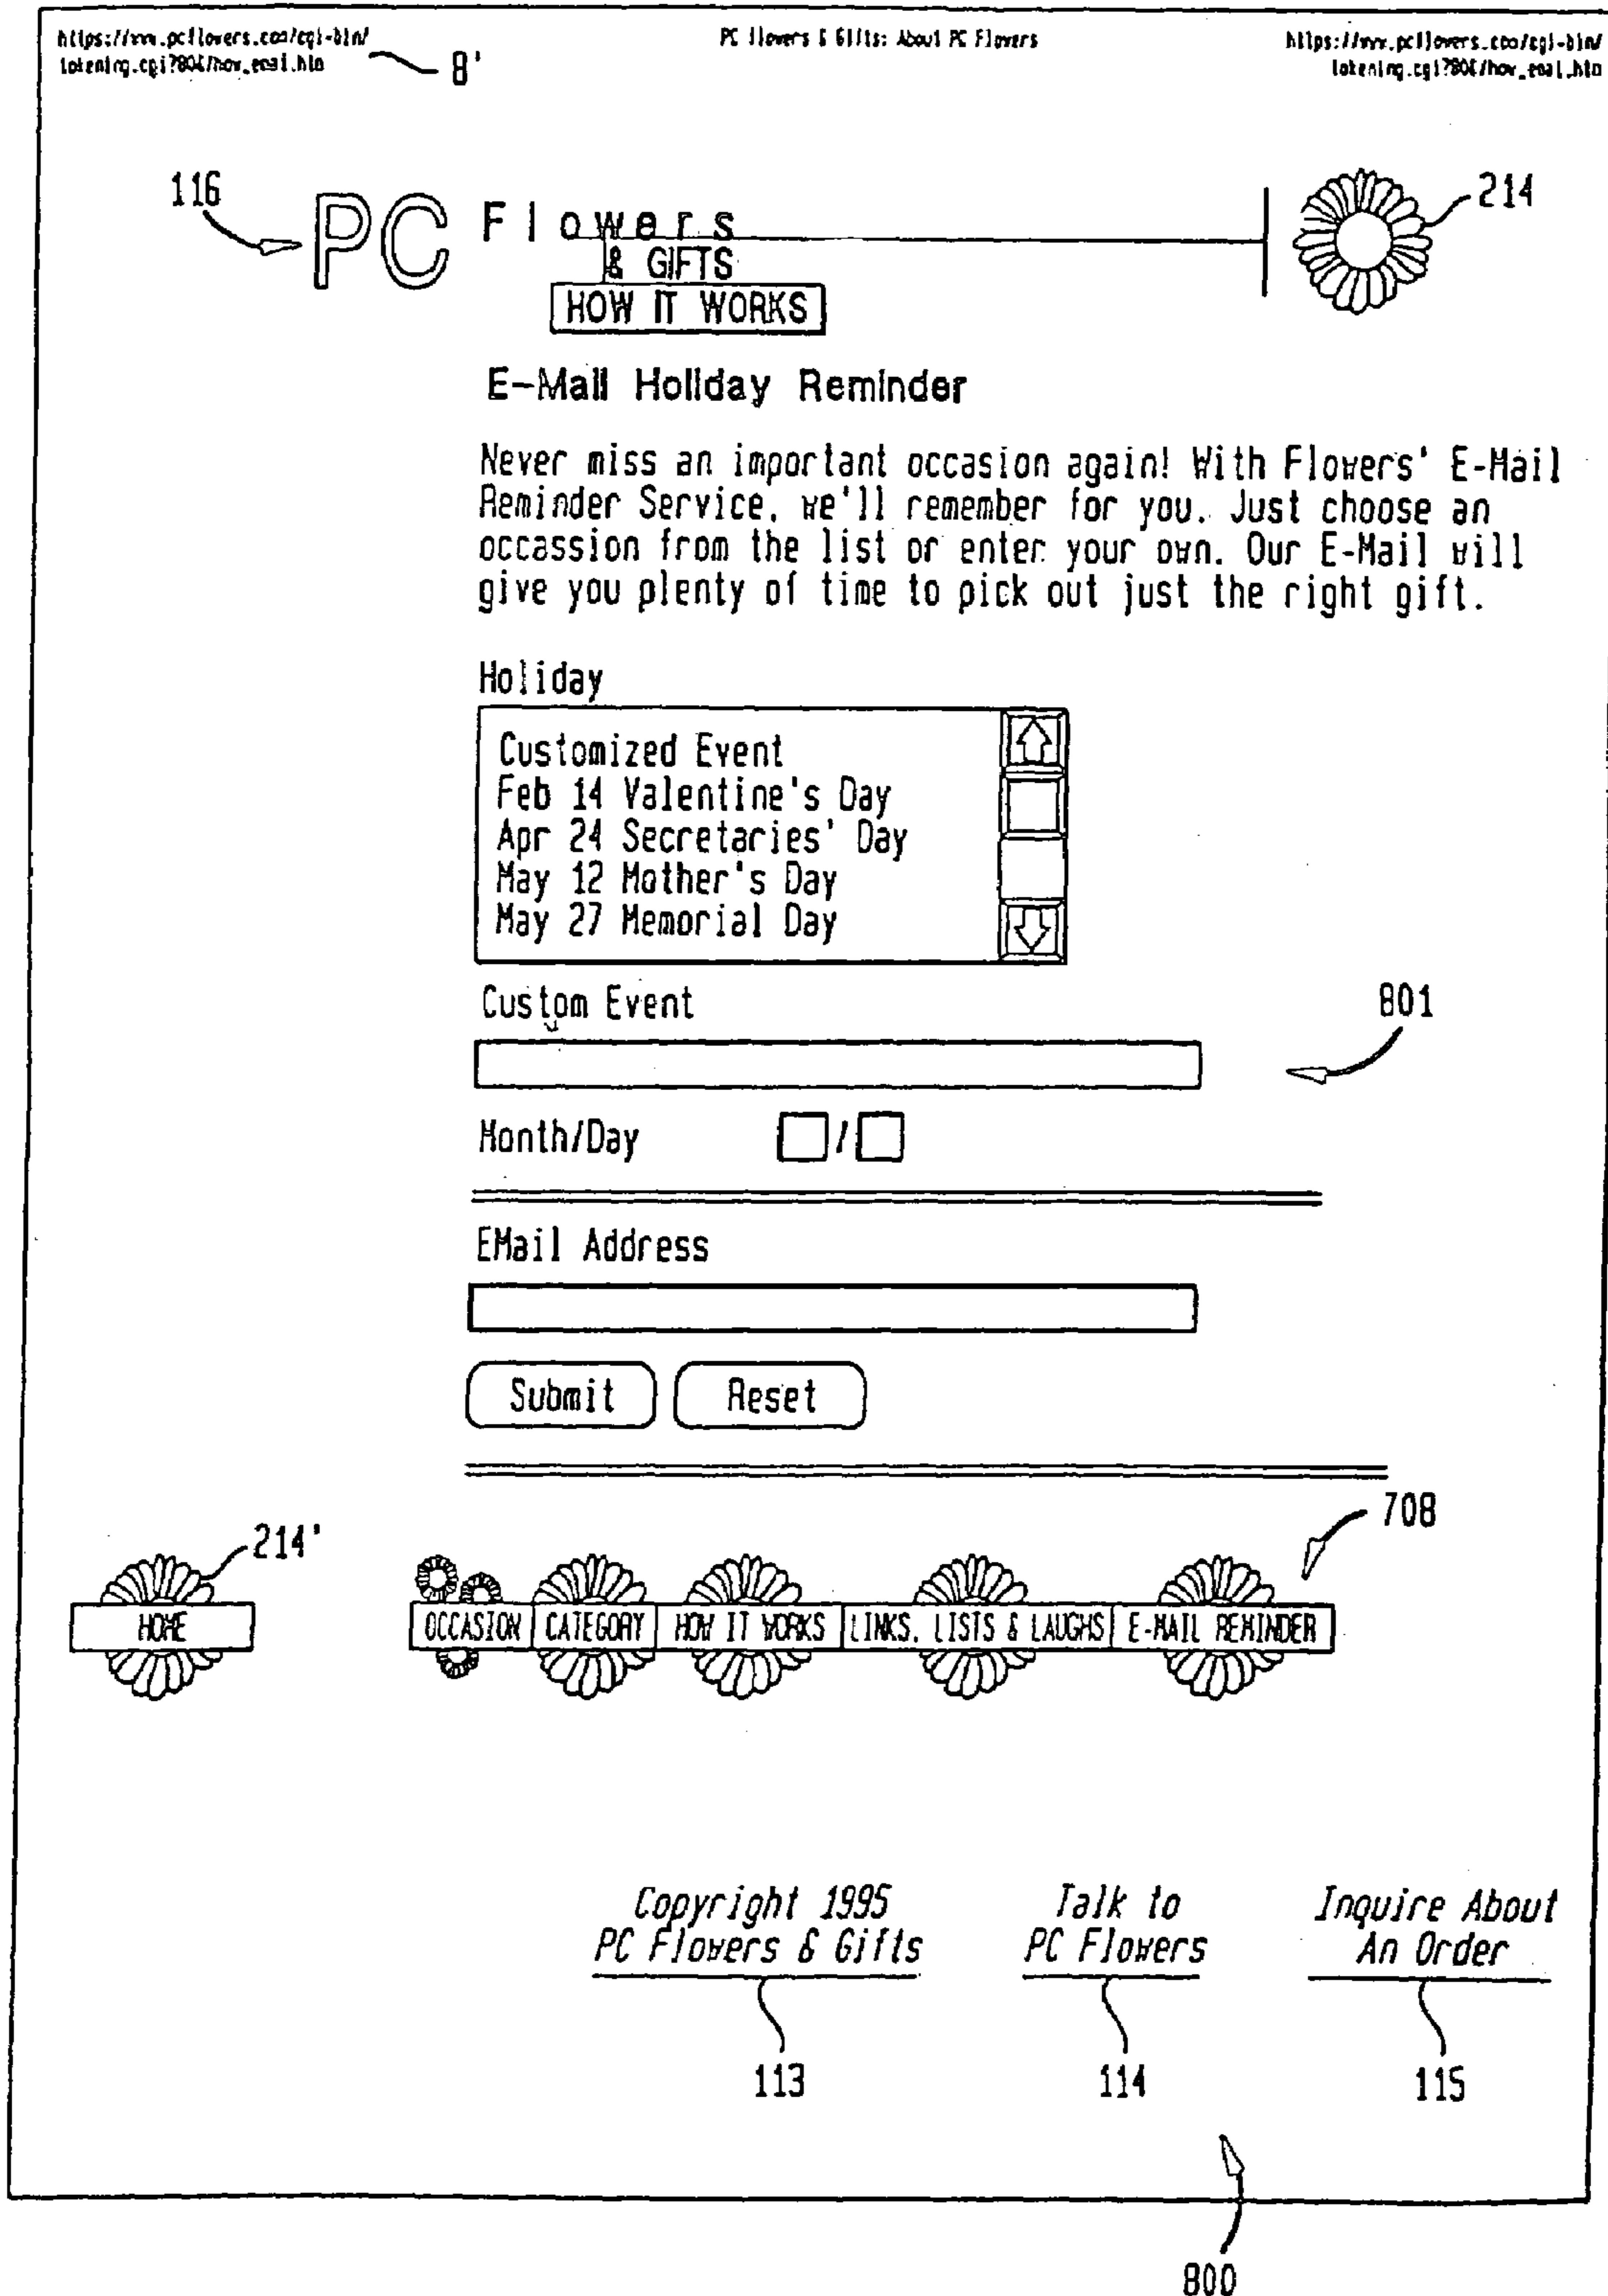 PC Flowers & Gifts: About PC Flowers
8'
116
PC Flowers
& GIFTS
HOW IT WORKS
214
E-Mail Holiday Reminder
Never miss an important occasion again! With Flowers' E-Mail
Reminder Service, we'll remember for you. Just choose an
occassion from the list or enter your own. Our E-Mail will
give you plenty of time to pick out just the right gift.
Holiday
Customized Event
Feb 14 Valentine's Day
Apr 24 Secretaries' Day
May 12 Mother's Day
May 27 Memorial Day
Custom Event
801
Month/Day / 
EMail Address
Submit Reset
708
214'
HOME OCCASION CATEGORY HOW IT WORKS LINKS, LISTS & LAUGHS E-MAIL REMINDER
Copyright 1995 Talk to Inquire About
PC Flowers & Gifts PC Flowers An Order
113 114 115
800